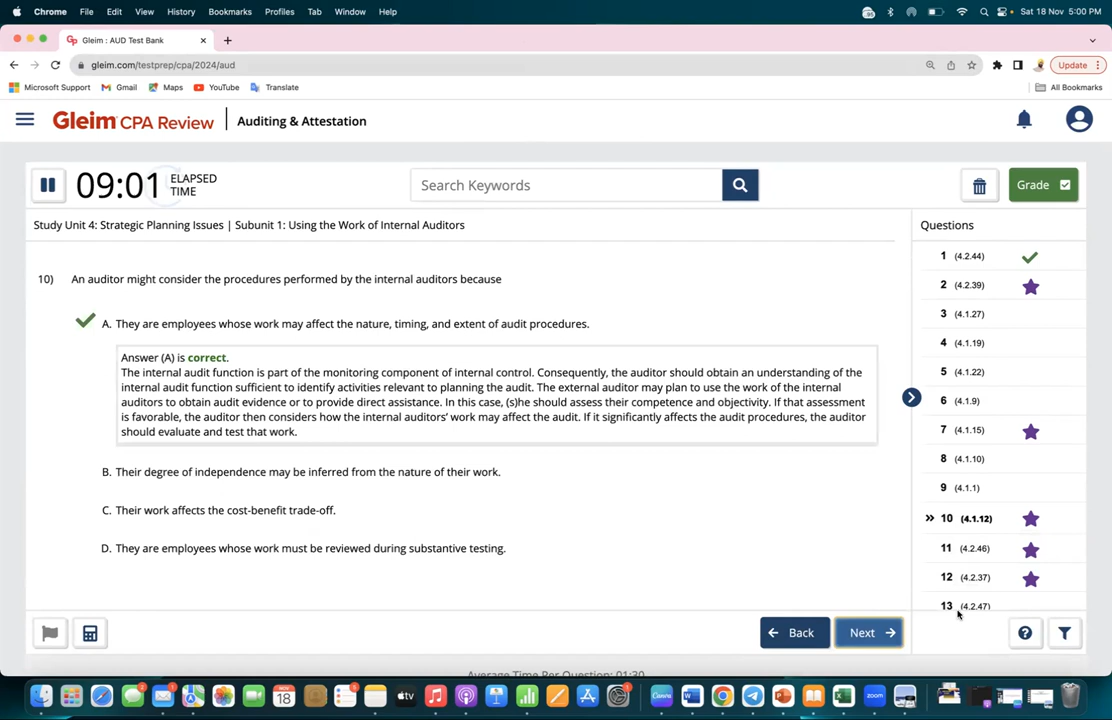 Chrome File Edit View History Bookmarks Profiles Tab Window Help
Sat 18 Nov 5:00 PM
Gleim : AUD Test Bank
gleim.com/testprep/cpa/2024/aud
Update
Microsoft Support Gmail Maps YouTube Translate
All Bookmarks
Gleim CPA Review Auditing & Attestation
09:01 ELAPSED TIME
Search Keywords
Grade
Study Unit 4: Strategic Planning Issues | Subunit 1: Using the Work of Internal Auditors
10) An auditor might consider the procedures performed by the internal auditors because
A. They are employees whose work may affect the nature, timing, and extent of audit procedures.
Answer (A) is correct.
The internal audit function is part of the monitoring component of internal control. Consequently, the auditor should obtain an understanding of the
internal audit function sufficient to identify activities relevant to planning the audit. The external auditor may plan to use the work of the internal
auditors to obtain audit evidence or to provide direct assistance. In this case, (s)he should assess their competence and objectivity. If that assessment
is favorable, the auditor then considers how the internal auditors' work may affect the audit. If it significantly affects the audit procedures, the auditor
should evaluate and test that work.
B. Their degree of independence may be inferred from the nature of their work.
C. Their work affects the cost-benefit trade-off.
D. They are employees whose work must be reviewed during substantive testing.
Questions
1 (4.2.44)
2 (4.2.39)
3 (4.1.27)
4 (4.1.19)
5 (4.1.22)
6 (4.1.9)
7 (4.1.15)
8 (4.1.10)
9 (4.1.1)
» 10 (4.1.12)
11 (4.2.46)
12 (4.2.37)
13 (4.2.47)
Back
Next
Average Time Per Question: 01:30